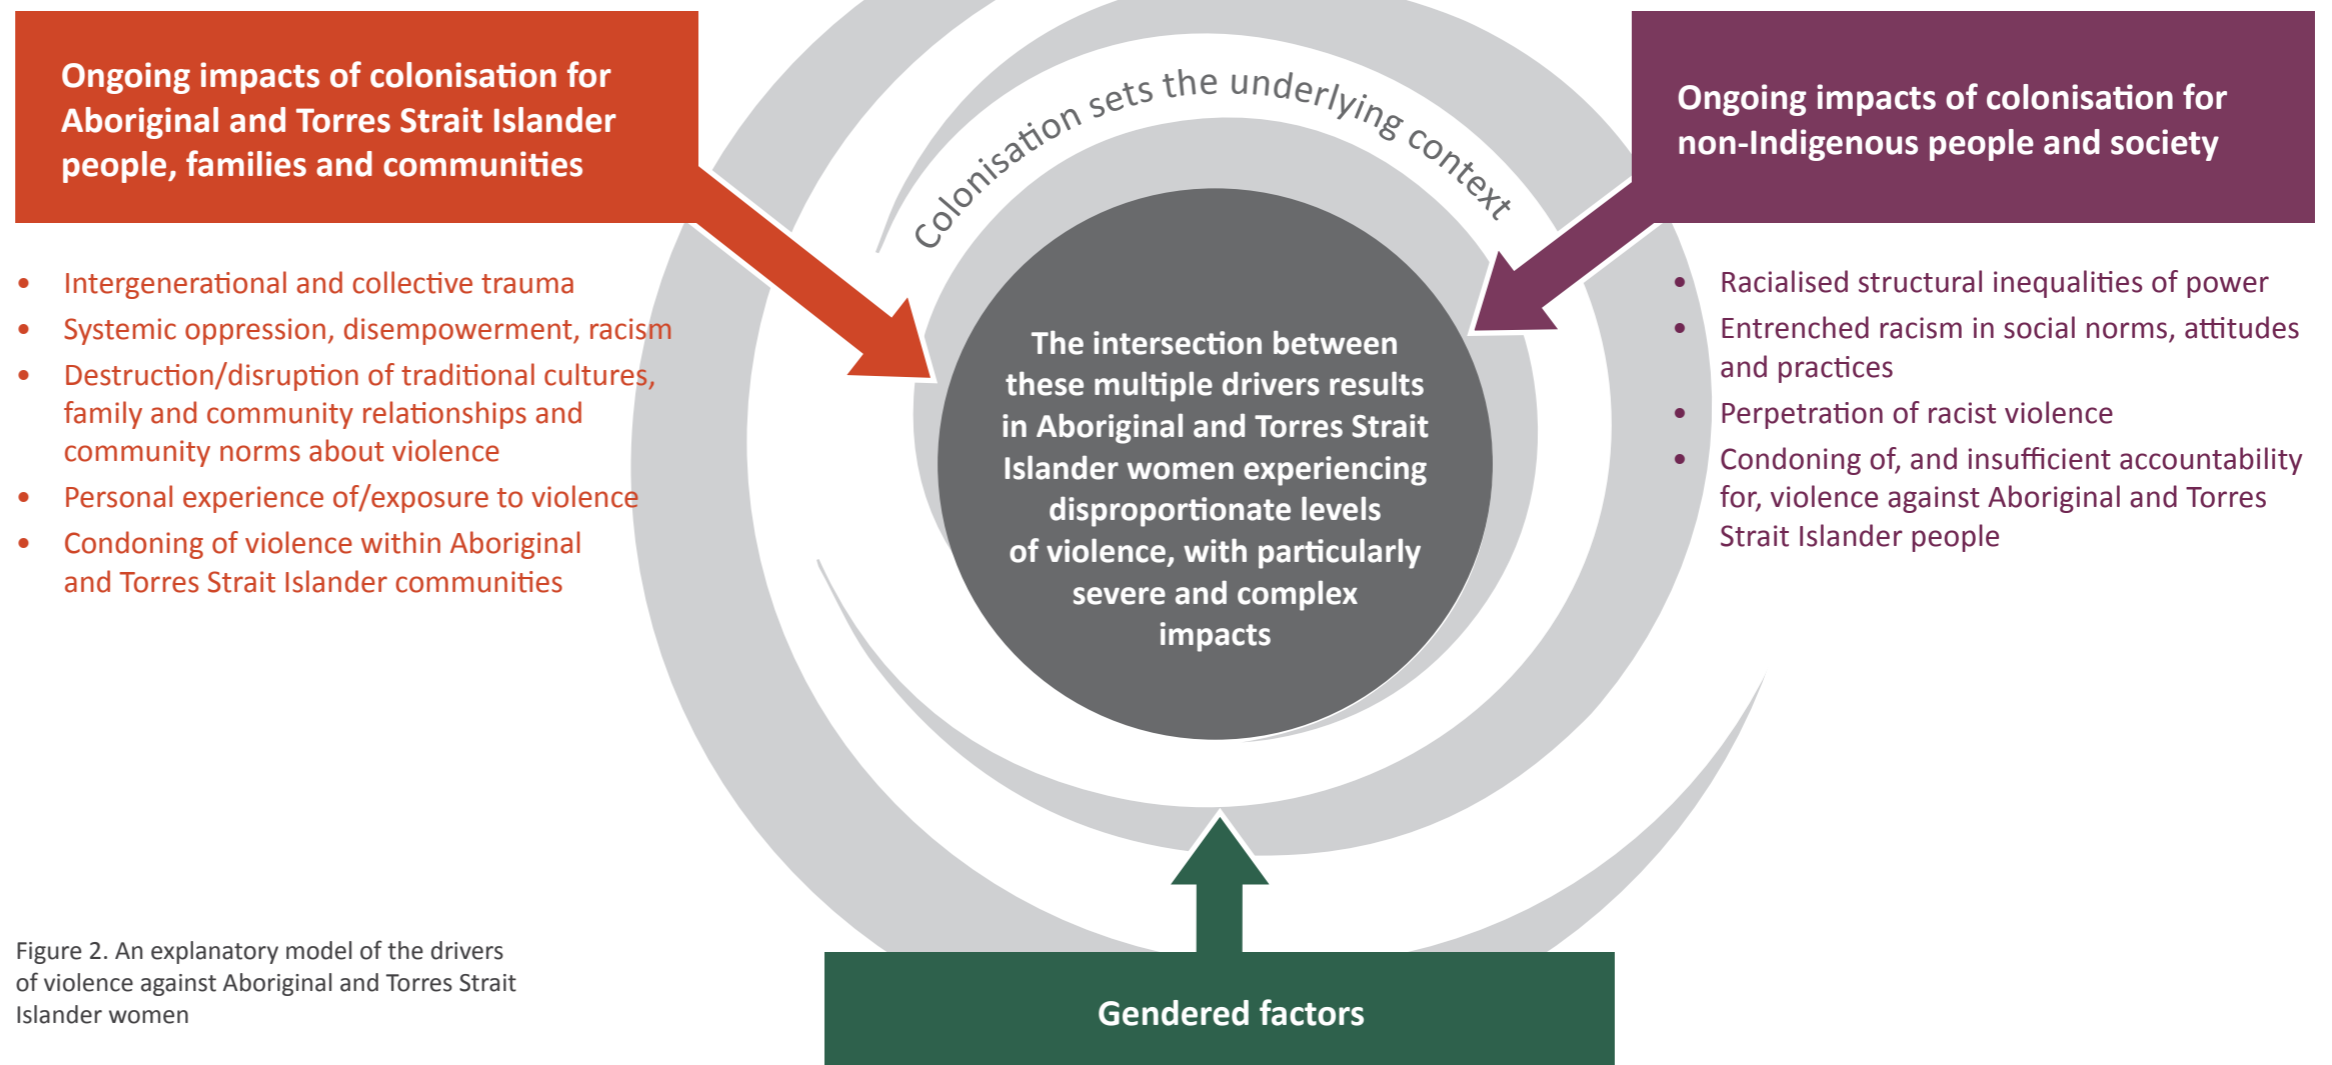 Ongoing impacts of colonisation for
Aboriginal and Torres Strait Islander
people, families and communities
• Intergenerational and collective trauma
• Systemic oppression, disempowerment, racism
• Destruction/disruption of traditional cultures,
family and community relationships and
community norms about violence
• Personal experience of/exposure to violence
• Condoning of violence within Aboriginal
and Torres Strait Islander communities
Colonisation sets the underlying context
The intersection between
these multiple drivers results
in Aboriginal and Torres Strait
Islander women experiencing
disproportionate levels
of violence, with particularly
severe and complex
impacts
Ongoing impacts of colonisation for
non-Indigenous people and society
• Racialised structural inequalities of power
• Entrenched racism in social norms, attitudes
and practices
• Perpetration of racist violence
• Condoning of, and insufficient accountability
for, violence against Aboriginal and Torres
Strait Islander people
Gendered factors
Figure 2. An explanatory model of the drivers
of violence against Aboriginal and Torres Strait
Islander women